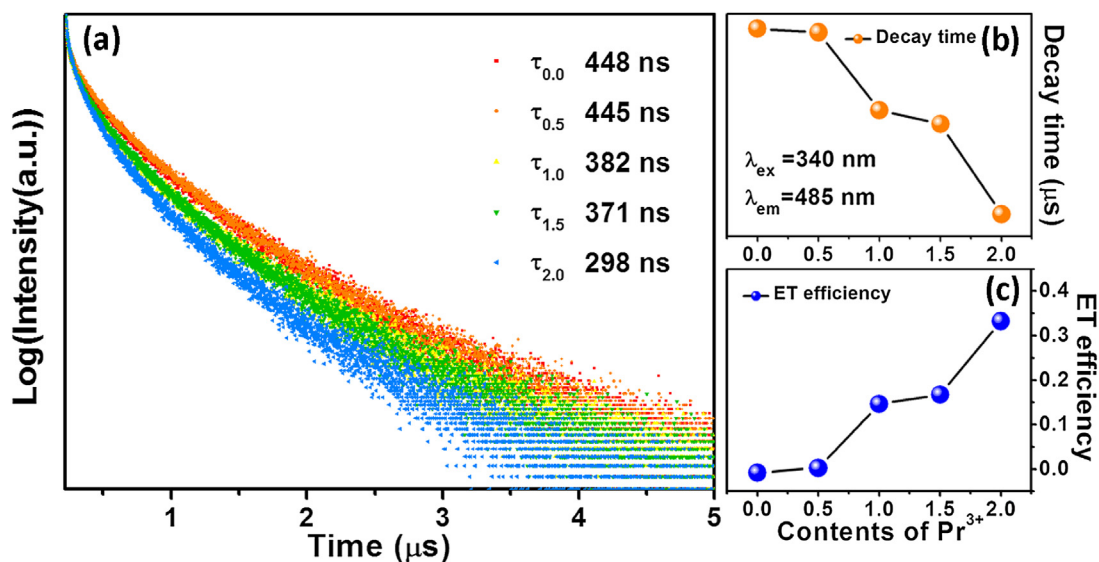 (a)
τ0.0 448 ns
τ0.5 445 ns
τ1.0 382 ns
τ1.5 371 ns
τ2.0 298 ns
Log(Intensity(a.u.))
1 2 3 4 5
Time (μs)
Decay time (b)
λex =340 nm
λem =485 nm
Decay time (μs)
0.0 0.5 1.0 1.5 2.0
ET efficiency (c)
0.4
0.3
0.2
0.1
0.0
ET efficiency
0.0 0.5 1.0 1.5 2.0
Contents of Pr3+